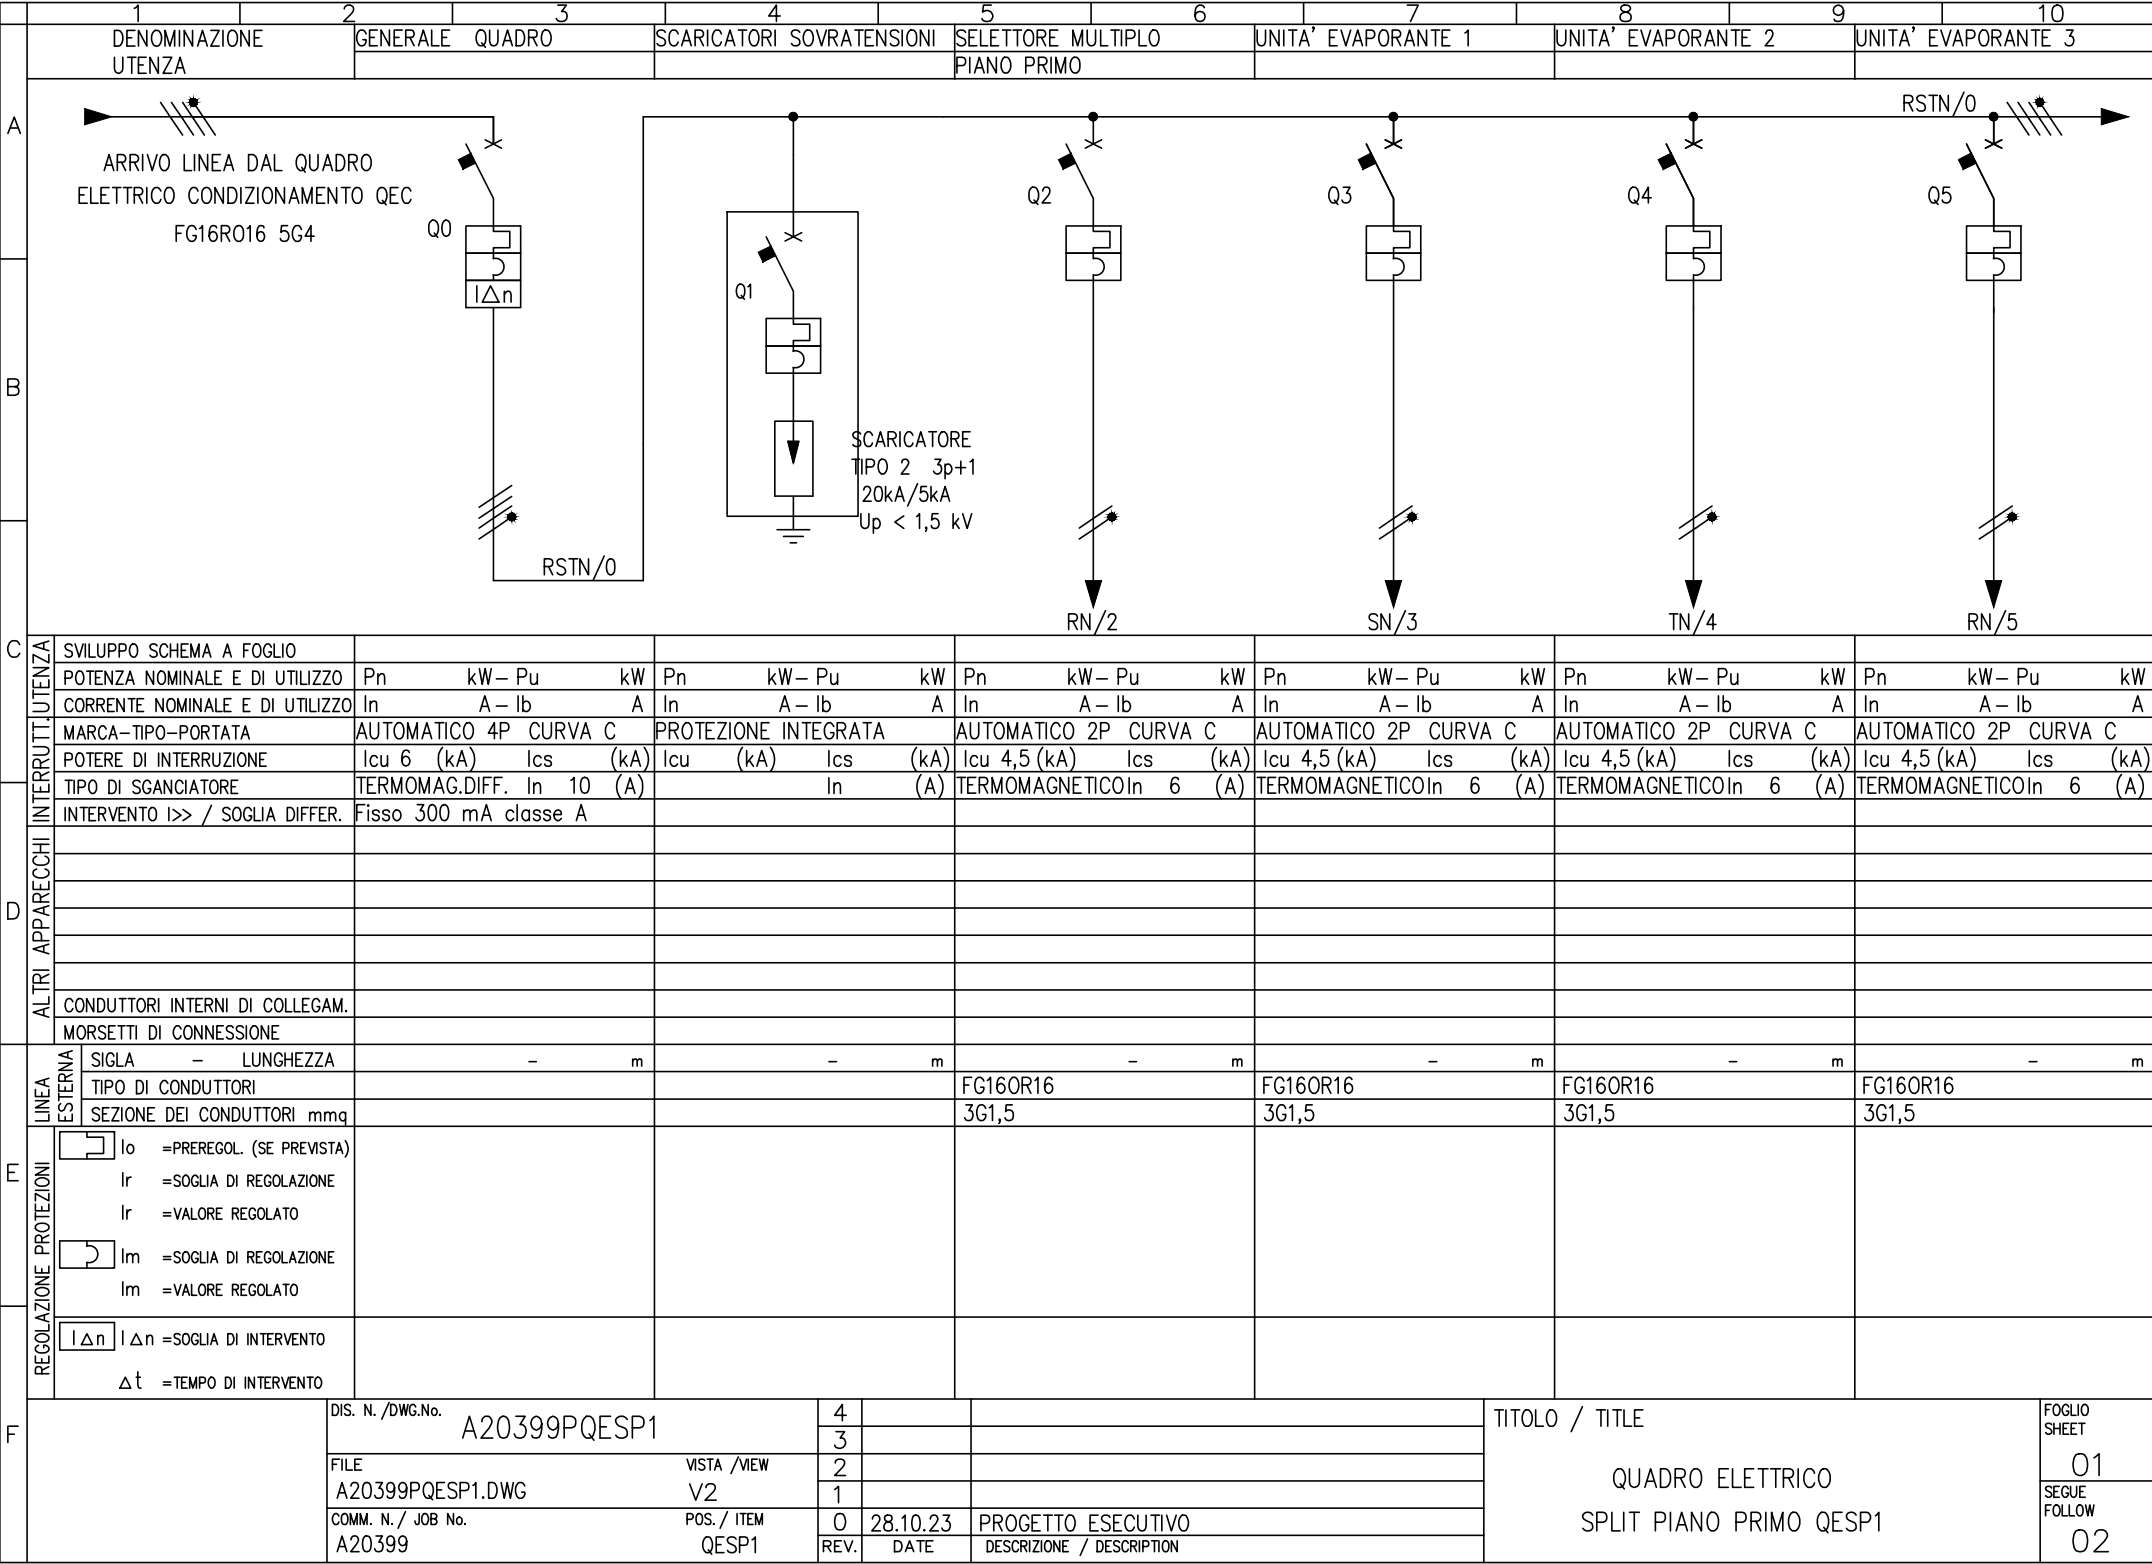 1 2 3 4 5 6 7 8 9 10
DENOMINAZIONE UTENZA
GENERALE QUADRO
SCARICATORI SOVRATENSIONI
SELETTORE MULTIPLO PIANO PRIMO
UNITA' EVAPORANTE 1
UNITA' EVAPORANTE 2
UNITA' EVAPORANTE 3
A
B
C
D
E
F
ARRIVO LINEA DAL QUADRO
ELETTRICO CONDIZIONAMENTO QEC
FG16RO16 5G4
Q0
I△n
RSTN/0
Q1
SCARICATORE
TIPO 2 3p+1
20kA/5kA
Up < 1,5 kV
Q2
Q3
Q4
Q5
RSTN/0
RN/2
SN/3
TN/4
RN/5
UTENZA
SVILUPPO SCHEMA A FOGLIO
POTENZA NOMINALE E DI UTILIZZO Pn kW- Pu kW Pn kW- Pu kW Pn kW- Pu kW Pn kW- Pu kW Pn kW- Pu kW Pn kW- Pu kW
CORRENTE NOMINALE E DI UTILIZZO In A- Ib A In A- Ib A In A- Ib A In A- Ib A In A- Ib A In A- Ib A
INTERRUTT.
MARCA-TIPO-PORTATA AUTOMATICO 4P CURVA C PROTEZIONE INTEGRATA AUTOMATICO 2P CURVA C AUTOMATICO 2P CURVA C AUTOMATICO 2P CURVA C AUTOMATICO 2P CURVA C
POTERE DI INTERRUZIONE Icu 6 (kA) Ics (kA) Icu (kA) Ics (kA) Icu 4,5 (kA) Ics (kA) Icu 4,5 (kA) Ics (kA) Icu 4,5 (kA) Ics (kA) Icu 4,5 (kA) Ics (kA)
TIPO DI SGANCIATORE TERMOMAG.DIFF. In 10 (A) In (A) TERMOMAGNETICO In 6 (A) TERMOMAGNETICO In 6 (A) TERMOMAGNETICO In 6 (A) TERMOMAGNETICO In 6 (A)
INTERVENTO I>> / SOGLIA DIFFER. Fisso 300 mA classe A
ALTRI APPARECCHI
CONDUTTORI INTERNI DI COLLEGAM.
MORSETTI DI CONNESSIONE
LINEA ESTERNA
SIGLA - LUNGHEZZA - m - m - m - m - m - m
TIPO DI CONDUTTORI FG16OR16 FG16OR16 FG16OR16 FG16OR16
SEZIONE DEI CONDUTTORI mmq 3G1,5 3G1,5 3G1,5 3G1,5
REGOLAZIONE PROTEZIONI
Io =PREREGOL. (SE PREVISTA)
Ir =SOGLIA DI REGOLAZIONE
Ir =VALORE REGOLATO
Im =SOGLIA DI REGOLAZIONE
Im =VALORE REGOLATO
I△n I△n =SOGLIA DI INTERVENTO
△t =TEMPO DI INTERVENTO
DIS. N. /DWG.No. A20399PQESP1
FILE VISTA /VIEW
A20399PQESP1.DWG V2
COMM. N./ JOB No. POS./ ITEM
A20399 QESP1
4
3
2
1
0 28.10.23 PROGETTO ESECUTIVO
REV. DATE DESCRIZIONE / DESCRIPTION
TITOLO / TITLE
QUADRO ELETTRICO
SPLIT PIANO PRIMO QESP1
FOGLIO
SHEET
01
SEGUE
FOLLOW
02